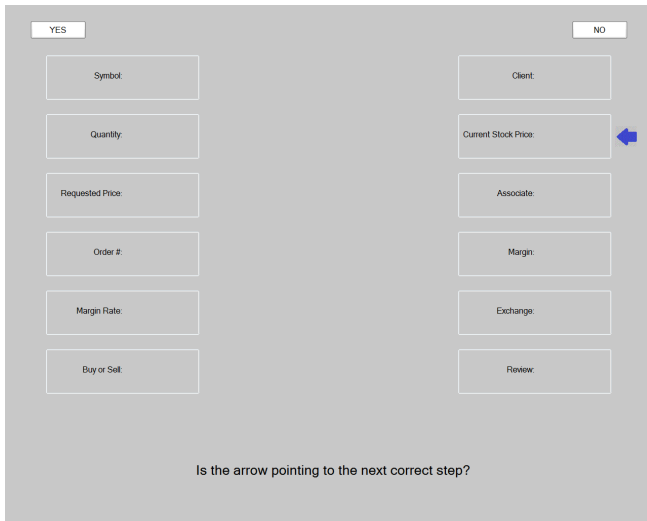 YES
NO
Symbol:
Client:
Quantity:
Current Stock Price:
Requested Price:
Associate:
Order #:
Margin:
Margin Rate:
Exchange:
Buy or Sell:
Review:
Is the arrow pointing to the next correct step?